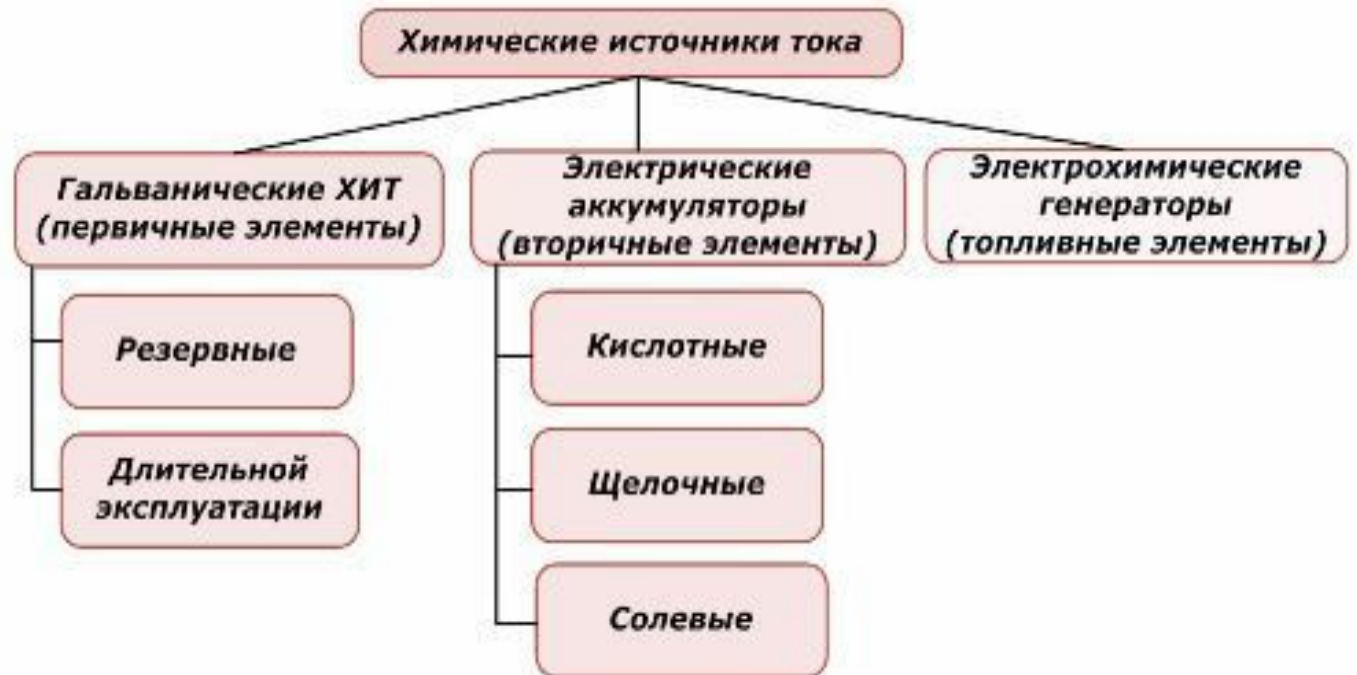 Химические источники тока
Гальванические ХИТ
(первичные элементы)
Электрические
аккумуляторы
(вторичные элементы)
Электрохимические
генераторы
(топливные элементы)
Резервные
Длительной
эксплуатации
Кислотные
Щелочные
Солевые